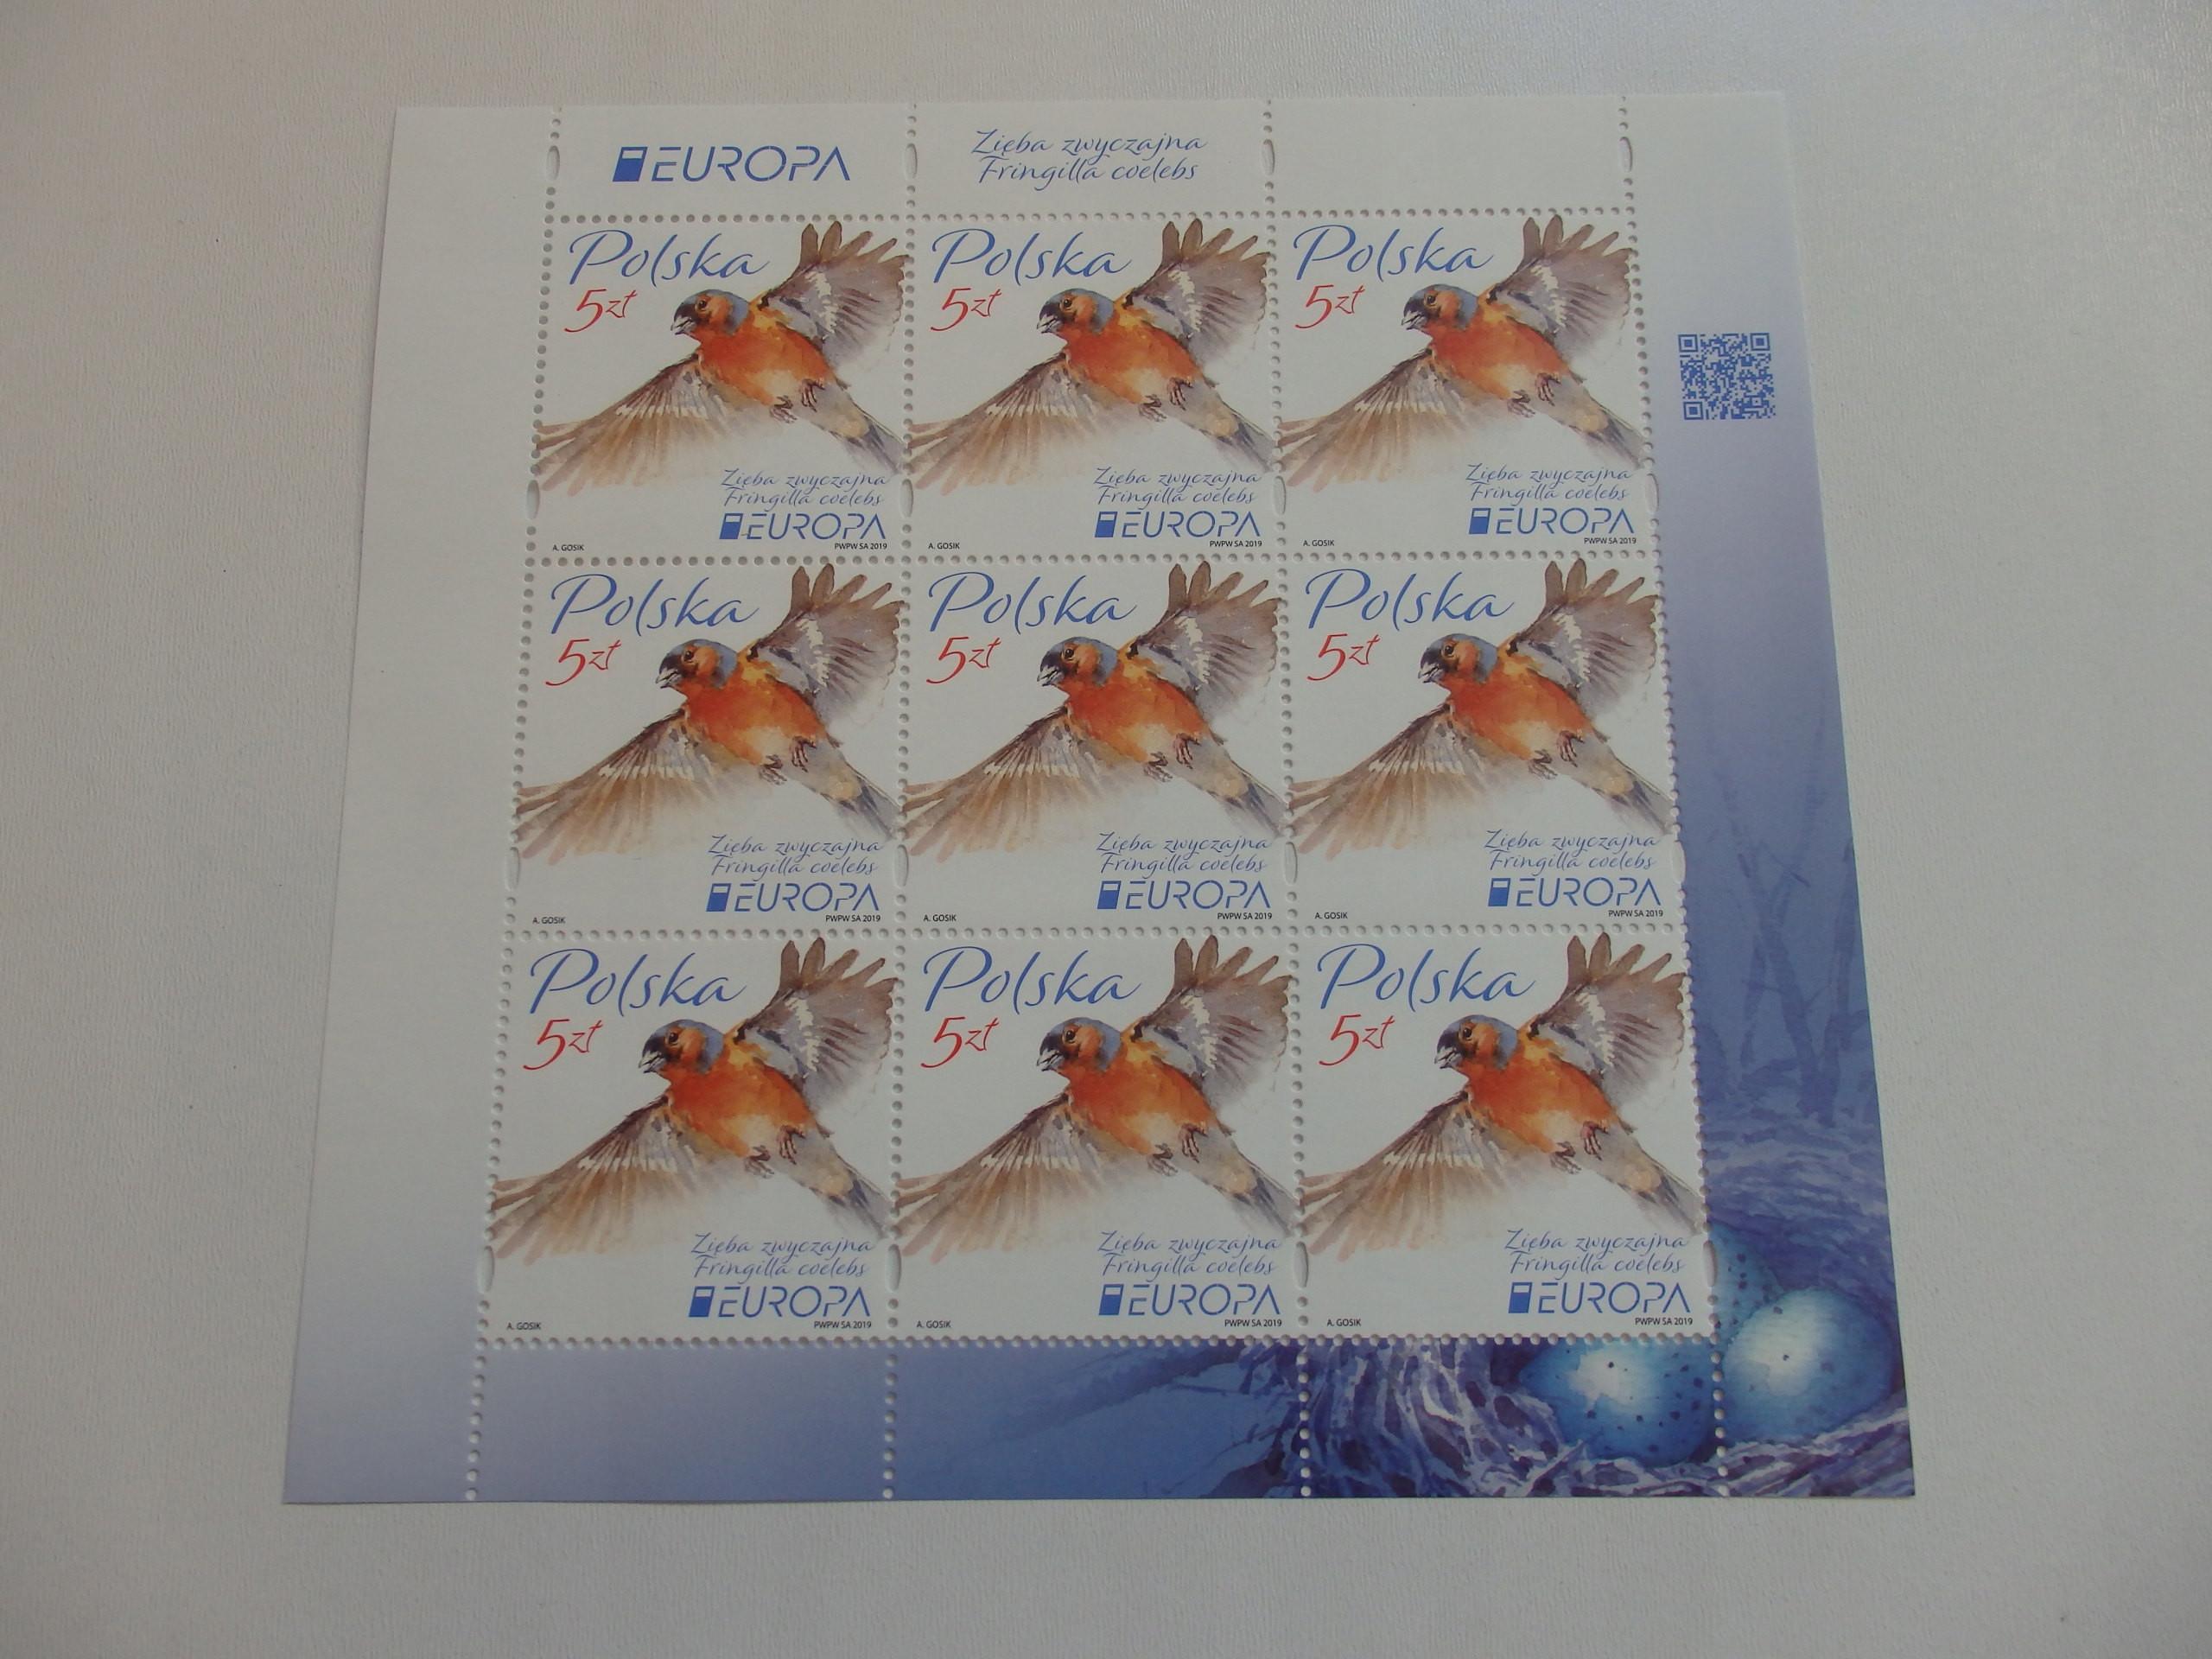 EUROPA
Zięba zwyczajna
Fringilla coelebs
Polska
5zł
Zięba zwyczajna
Fringilla coelebs
EUROPA
A. GOSIK
PWPW SA 2019
Polska
5zł
Zięba zwyczajna
Fringilla coelebs
EUROPA
A. GOSIK
PWPW SA 2019
Polska
5zł
Zięba zwyczajna
Fringilla coelebs
EUROPA
A. GOSIK
PWPW SA 2019
Polska
5zł
Zięba zwyczajna
Fringilla coelebs
EUROPA
A. GOSIK
PWPW SA 2019
Polska
5zł
Zięba zwyczajna
Fringilla coelebs
EUROPA
A. GOSIK
PWPW SA 2019
Polska
5zł
Zięba zwyczajna
Fringilla coelebs
EUROPA
A. GOSIK
PWPW SA 2019
Polska
5zł
Zięba zwyczajna
Fringilla coelebs
EUROPA
A. GOSIK
PWPW SA 2019
Polska
5zł
Zięba zwyczajna
Fringilla coelebs
EUROPA
A. GOSIK
PWPW SA 2019
Polska
5zł
Zięba zwyczajna
Fringilla coelebs
EUROPA
A. GOSIK
PWPW SA 2019